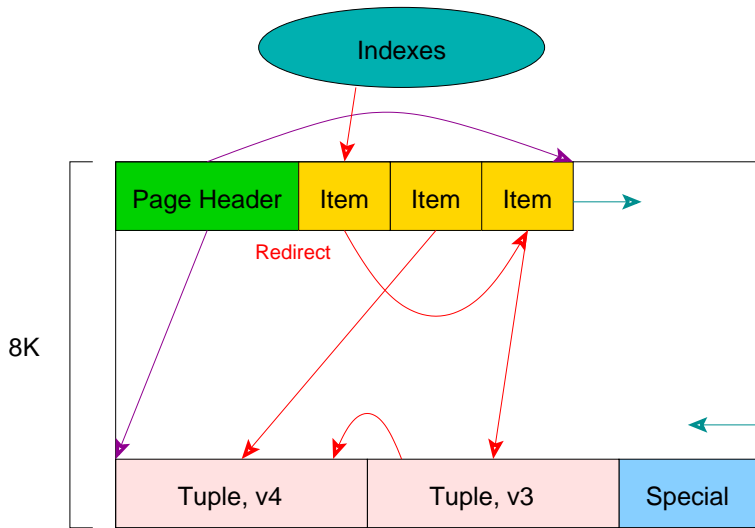 Indexes
Page Header Item Item Item
Redirect
8K
Tuple, v4 Tuple, v3 Special